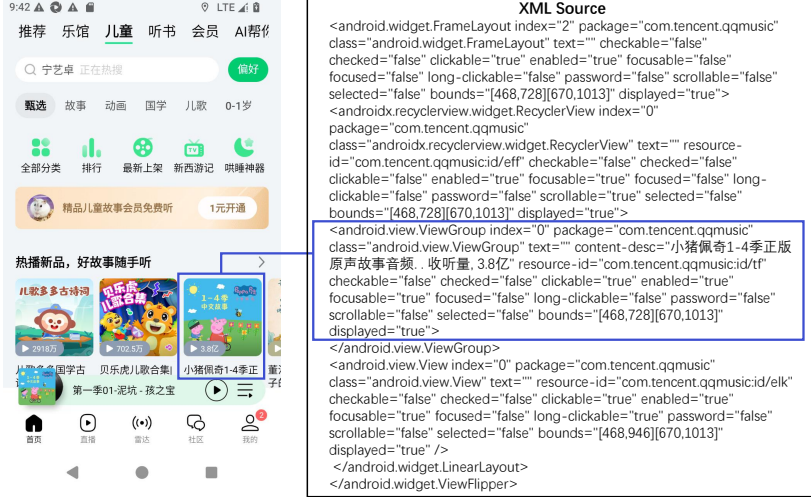 9:42
LTE
推荐 乐馆 儿童 听书 会员 AI帮你
宁艺卓 正在热搜
偏好
甄选 故事 动画 国学 儿歌 0-1岁
全部分类 排行 最新上架 新西游记 哄睡神器
精品儿童故事会员免费听
1元开通
热播新品，好故事随手听
儿歌多多古诗词
贝乐虎儿歌合集
1-4季
中文故事
2918万
702.5万
3.8亿
国学古
贝乐虎儿歌合集|
小猪佩奇1-4季正
第一季01-泥坑 - 孩之宝
2
首页 直播 雷达 社区 我的
XML Source
<android.widget.FrameLayout index="2" package="com.tencent.qqmusic"
class="android.widget.FrameLayout" text="" checkable="false"
checked="false" clickable="true" enabled="true" focusable="false"
focused="false" long-clickable="false" password="false" scrollable="false"
selected="false" bounds="[468,728][670,1013]" displayed="true">
<androidx.recyclerview.widget.RecyclerView index="0"
package="com.tencent.qqmusic"
class="androidx.recyclerview.widget.RecyclerView" text="" resource-
id="com.tencent.qqmusic:id/eff" checkable="false" checked="false"
clickable="false" enabled="true" focusable="true" focused="false" long-
clickable="false" password="false" scrollable="true" selected="false"
bounds="[468,728][670,1013]" displayed="true">
<android.view.ViewGroup index="0" package="com.tencent.qqmusic"
class="android.view.ViewGroup" text="" content-desc="小猪佩奇1-4季正版
原声故事音频. . 收听量, 3.8亿" resource-id="com.tencent.qqmusic:id/tf"
checkable="false" checked="false" clickable="true" enabled="true"
focusable="true" focused="false" long-clickable="false" password="false"
scrollable="false" selected="false" bounds="[468,728][670,1013]"
displayed="true">
</android.view.ViewGroup>
<android.view.View index="0" package="com.tencent.qqmusic"
class="android.view.View" text="" resource-id="com.tencent.qqmusic:id/elk"
checkable="false" checked="false" clickable="true" enabled="true"
focusable="true" focused="false" long-clickable="true" password="false"
scrollable="false" selected="false" bounds="[468,946][670,1013]"
displayed="true" />
</android.widget.LinearLayout>
</android.widget.ViewFlipper>